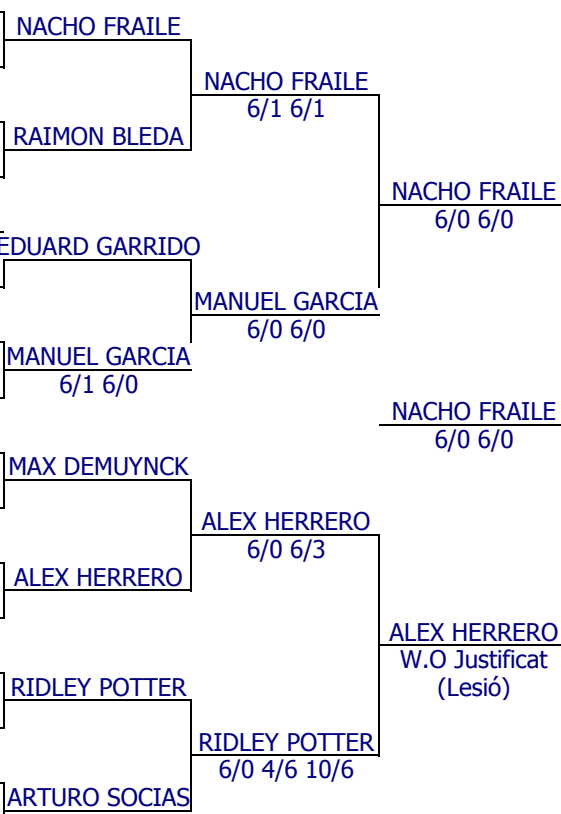 NACHO FRAILE
NACHO FRAILE
6/1 6/1
RAIMON BLEDA
NACHO FRAILE
6/0 6/0
EDUARD GARRIDO
MANUEL GARCIA
6/0 6/0
MANUEL GARCIA
6/1 6/0
NACHO FRAILE
6/0 6/0
MAX DEMUYNCK
ALEX HERRERO
6/0 6/3
ALEX HERRERO
ALEX HERRERO
W.O Justificat
(Lesió)
RIDLEY POTTER
RIDLEY POTTER
6/0 4/6 10/6
ARTURO SOCIAS